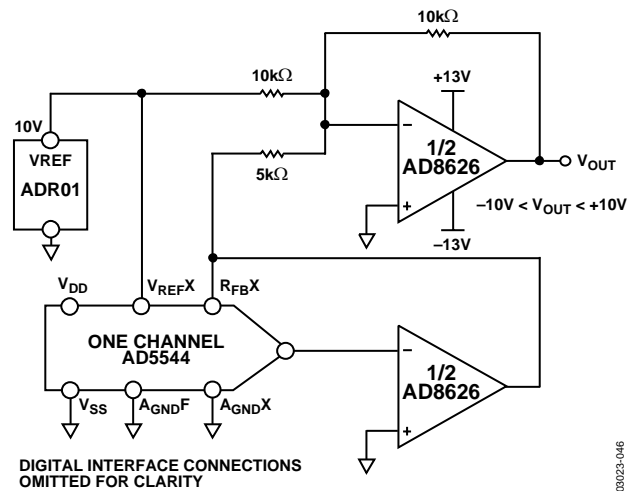 10kΩ
10kΩ
+13V
10V
VREF
ADR01
5kΩ
1/2
AD8626
VOUT
–10V < VOUT < +10V
–13V
VDD
VREFX
RFBX
ONE CHANNEL
AD5544
1/2
AD8626
VSS
AGNDF
AGNDX
DIGITAL INTERFACE CONNECTIONS
OMITTED FOR CLARITY
03023-046